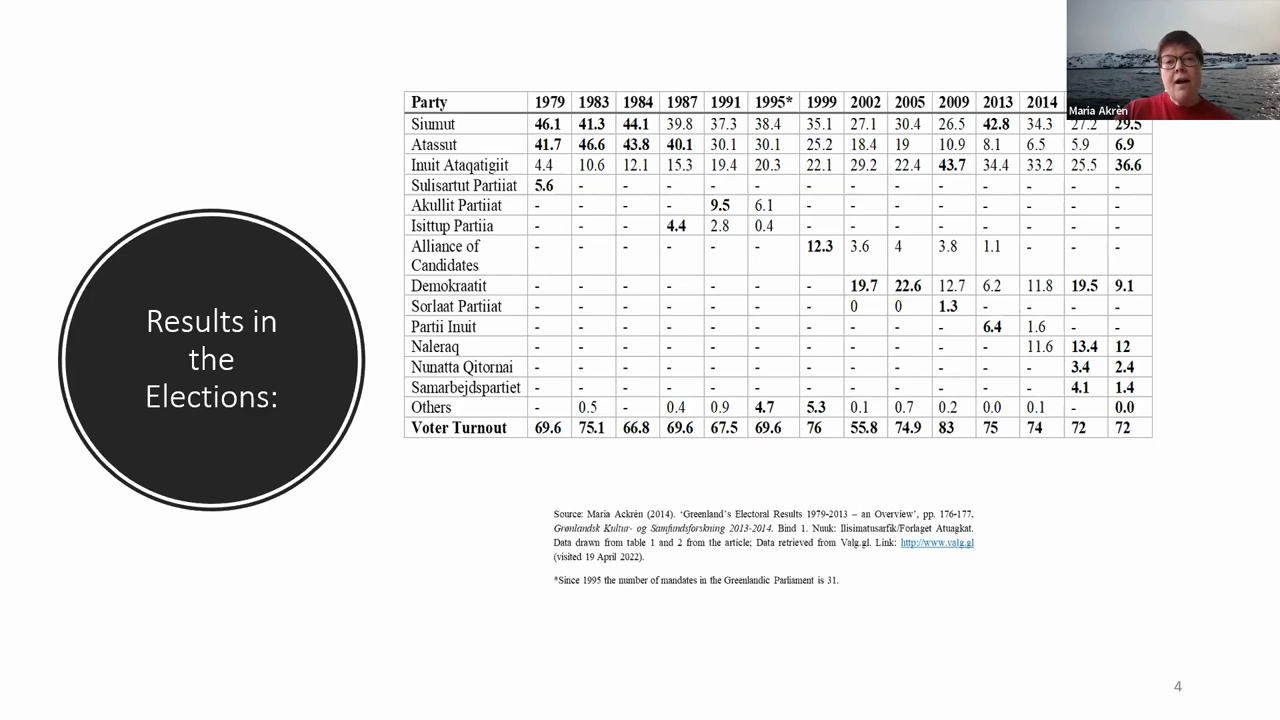 Maria Akrèn
Party 1979 1983 1984 1987 1991 1995* 1999 2002 2005 2009 2013 2014
Siumut 46.1 41.3 44.1 39.8 37.3 38.4 35.1 27.1 30.4 26.5 42.8 34.3 27.2 29.5
Atassut 41.7 46.6 43.8 40.1 30.1 30.1 25.2 18.4 19 10.9 8.1 6.5 5.9 6.9
Inuit Ataqatigiit 4.4 10.6 12.1 15.3 19.4 20.3 22.1 29.2 22.4 43.7 34.4 33.2 25.5 36.6
Sulisartut Partiiat 5.6 - - - - - - - - - - - - -
Akullit Partiiat - - - - 9.5 6.1 - - - - - - - -
Isittup Partiia - - - 4.4 2.8 0.4 - - - - - - - -
Alliance of - - - - - - 12.3 3.6 4 3.8 1.1 - - -
Candidates
Demokraatit - - - - - - - 19.7 22.6 12.7 6.2 11.8 19.5 9.1
Sorlaat Partiiat - - - - - - - 0 0 1.3 - - - -
Partii Inuit - - - - - - - - - - 6.4 1.6 - -
Naleraq - - - - - - - - - - - 11.6 13.4 12
Nunatta Qitornai - - - - - - - - - - - - 3.4 2.4
Samarbejdspartiet - - - - - - - - - - - - 4.1 1.4
Others - 0.5 - 0.4 0.9 4.7 5.3 0.1 0.7 0.2 0.0 0.1 - 0.0
Voter Turnout 69.6 75.1 66.8 69.6 67.5 69.6 76 55.8 74.9 83 75 74 72 72
Results in
the
Elections:
Source: Maria Ackrén (2014). ‘Greenland’s Electoral Results 1979-2013 – an Overview’, pp. 176-177,
Grønlandsk Kultur- og Samfundsforskning 2013-2014. Bind 1. Nuuk: Ilisimatusarfik/Forlaget Atuagkat.
Data drawn from table 1 and 2 from the article; Data retrieved from Valg.gl. Link: http://www.valg.gl
(visited 19 April 2022).
*Since 1995 the number of mandates in the Greenlandic Parliament is 31.
4